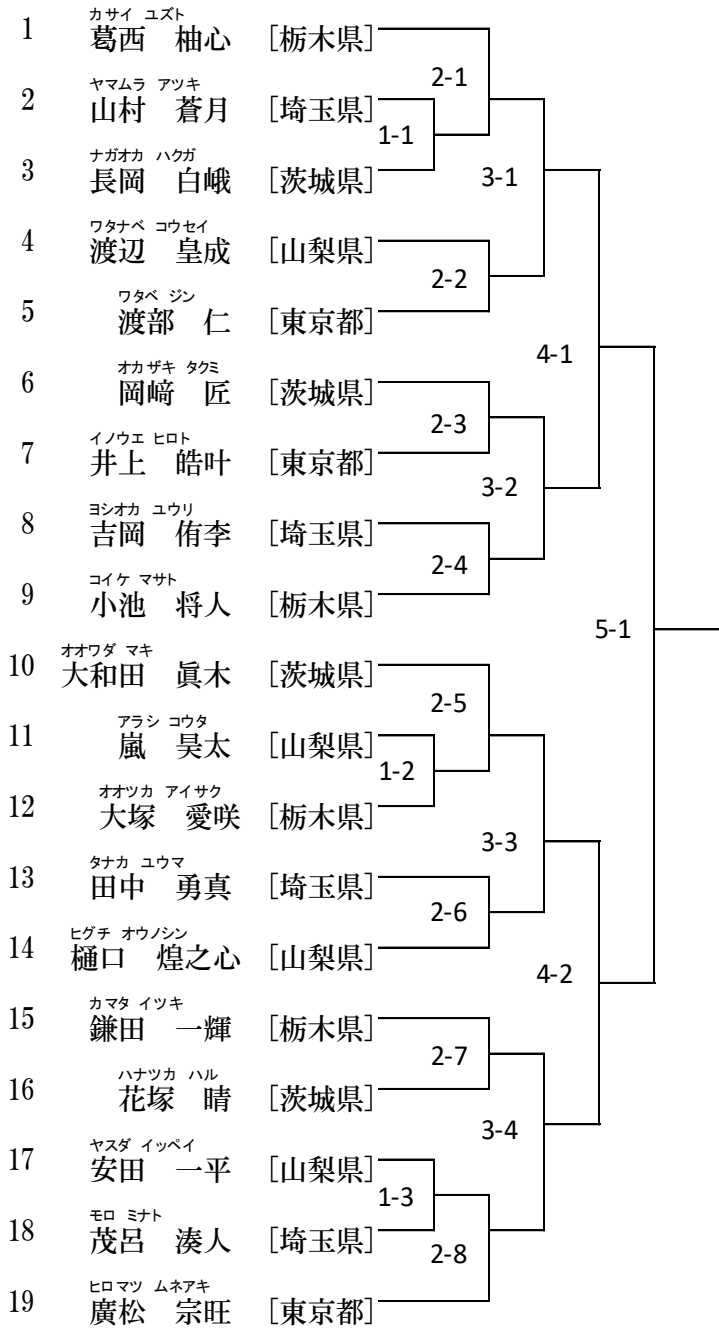 カサイ ユズト
1 葛西 柚心 [栃木県]
2-1
ヤマムラ アツキ
2 山村 蒼月 [埼玉県]
1-1
ナガオカ ハクガ
3 長岡 白峨 [茨城県]
3-1
ワタナベ コウセイ
4 渡辺 皇成 [山梨県]
2-2
ワタベ ジン
5 渡部 仁 [東京都]
4-1
オカザキ タクミ
6 岡﨑 匠 [茨城県]
2-3
イノウエ ヒロト
7 井上 皓叶 [東京都]
3-2
ヨシオカ ユウリ
8 吉岡 侑李 [埼玉県]
2-4
コイケ マサト
9 小池 将人 [栃木県]
5-1
オオワダ マキ
10 大和田 眞木 [茨城県]
2-5
アラシ コウタ
11 嵐 昊太 [山梨県]
1-2
オオツカ アイサク
12 大塚 愛咲 [栃木県]
3-3
タナカ ユウマ
13 田中 勇真 [埼玉県]
2-6
ヒグチ オウノシン
14 樋口 煌之心 [山梨県]
4-2
カマタ イツキ
15 鎌田 一輝 [栃木県]
2-7
ハナツカ ハル
16 花塚 晴 [茨城県]
3-4
ヤスダ イッペイ
17 安田 一平 [山梨県]
1-3
モロ ミナト
18 茂呂 湊人 [埼玉県]
2-8
ヒロマツ ムネアキ
19 廣松 宗旺 [東京都]